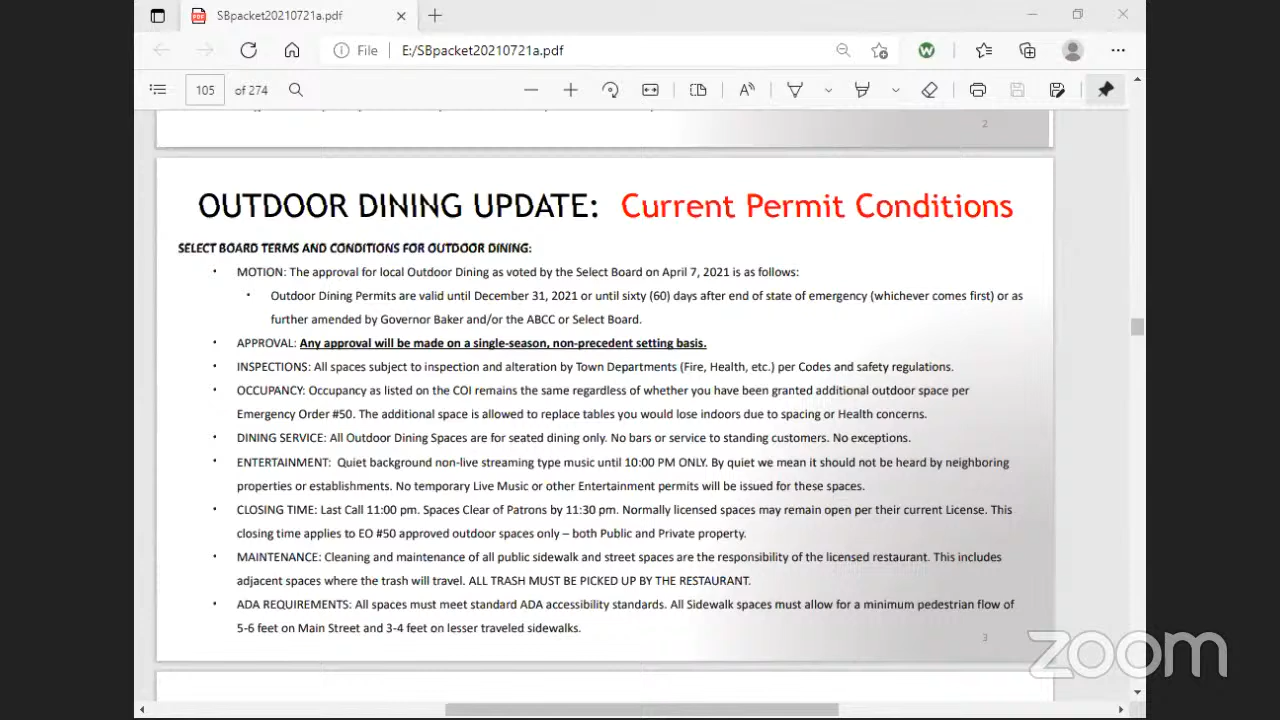 SBpacket20210721a.pdf
File
E:/SBpacket20210721a.pdf
105 of 274
2
OUTDOOR DINING UPDATE: Current Permit Conditions
SELECT BOARD TERMS AND CONDITIONS FOR OUTDOOR DINING:
• MOTION: The approval for local Outdoor Dining as voted by the Select Board on April 7, 2021 is as follows:
• Outdoor Dining Permits are valid until December 31, 2021 or until sixty (60) days after end of state of emergency (whichever comes first) or as
further amended by Governor Baker and/or the ABCC or Select Board.
• APPROVAL: Any approval will be made on a single-season, non-precedent setting basis.
• INSPECTIONS: All spaces subject to inspection and alteration by Town Departments (Fire, Health, etc.) per Codes and safety regulations.
• OCCUPANCY: Occupancy as listed on the COI remains the same regardless of whether you have been granted additional outdoor space per
Emergency Order #50. The additional space is allowed to replace tables you would lose indoors due to spacing or Health concerns.
• DINING SERVICE: All Outdoor Dining Spaces are for seated dining only. No bars or service to standing customers. No exceptions.
• ENTERTAINMENT: Quiet background non-live streaming type music until 10:00 PM ONLY. By quiet we mean it should not be heard by neighboring
properties or establishments. No temporary Live Music or other Entertainment permits will be issued for these spaces.
• CLOSING TIME: Last Call 11:00 pm. Spaces Clear of Patrons by 11:30 pm. Normally licensed spaces may remain open per their current License. This
closing time applies to EO #50 approved outdoor spaces only – both Public and Private property.
• MAINTENANCE: Cleaning and maintenance of all public sidewalk and street spaces are the responsibility of the licensed restaurant. This includes
adjacent spaces where the trash will travel. ALL TRASH MUST BE PICKED UP BY THE RESTAURANT.
• ADA REQUIREMENTS: All spaces must meet standard ADA accessibility standards. All Sidewalk spaces must allow for a minimum pedestrian flow of
5-6 feet on Main Street and 3-4 feet on lesser traveled sidewalks.
3
zoom